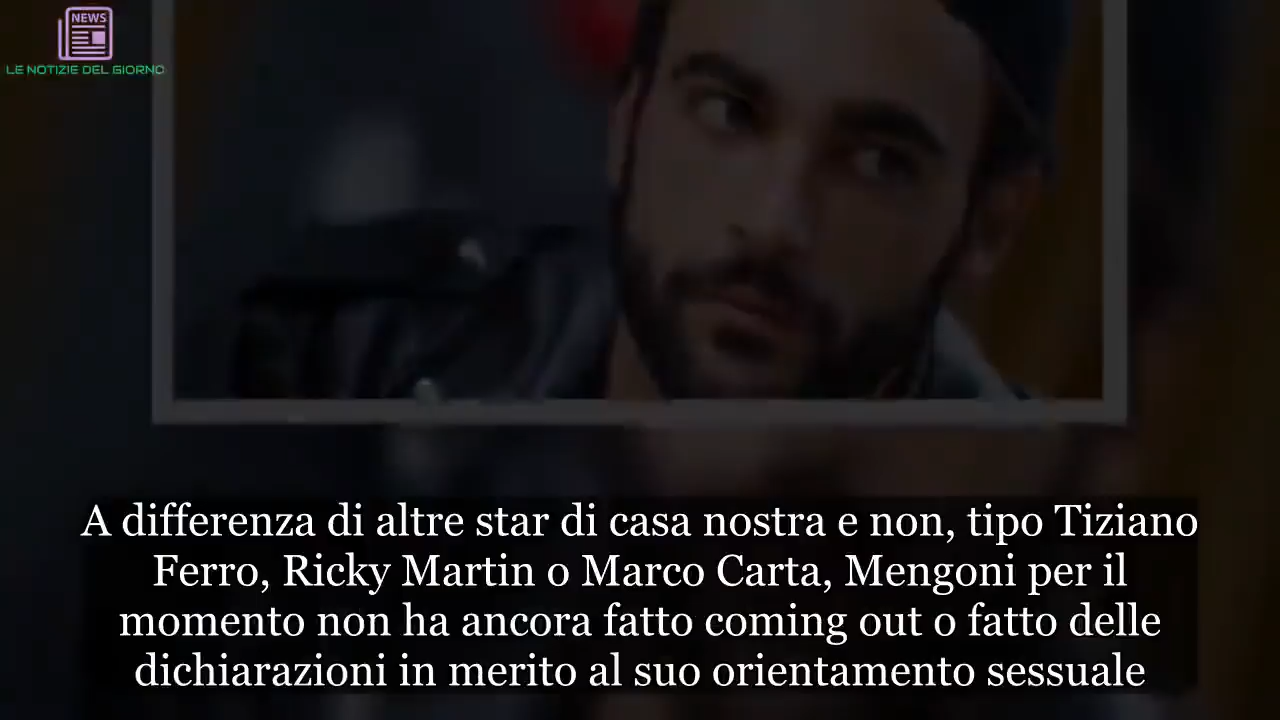 NEWS
LE NOTIZIE DEL GIORNO
A differenza di altre star di casa nostra e non, tipo Tiziano
Ferro, Ricky Martin o Marco Carta, Mengoni per il
momento non ha ancora fatto coming out o fatto delle
dichiarazioni in merito al suo orientamento sessuale